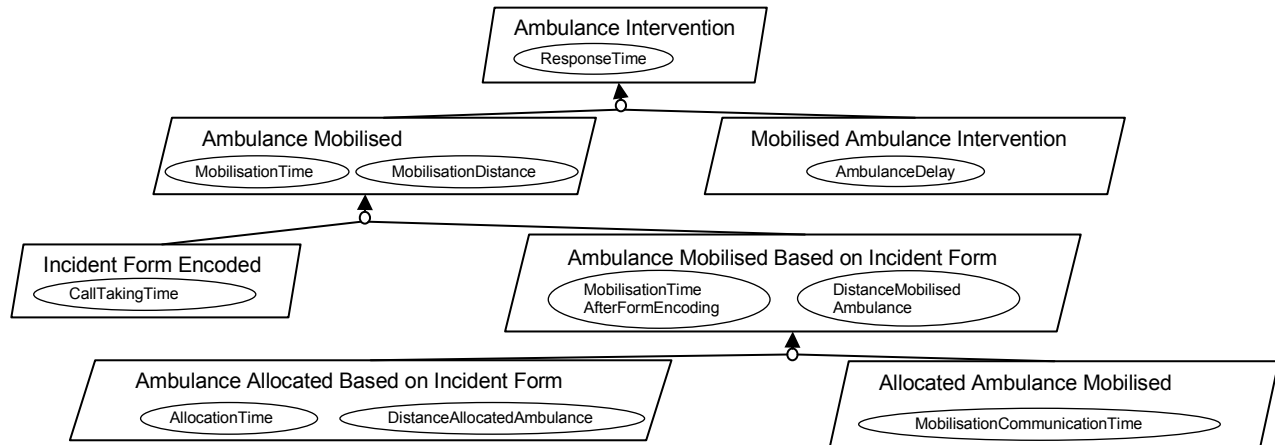 Ambulance Intervention
ResponseTime
Ambulance Mobilised
MobilisationTime
MobilisationDistance
Mobilised Ambulance Intervention
AmbulanceDelay
Incident Form Encoded
CallTakingTime
Ambulance Mobilised Based on Incident Form
MobilisationTime
AfterFormEncoding
DistanceMobilised
Ambulance
Ambulance Allocated Based on Incident Form
AllocationTime
DistanceAllocatedAmbulance
Allocated Ambulance Mobilised
MobilisationCommunicationTime